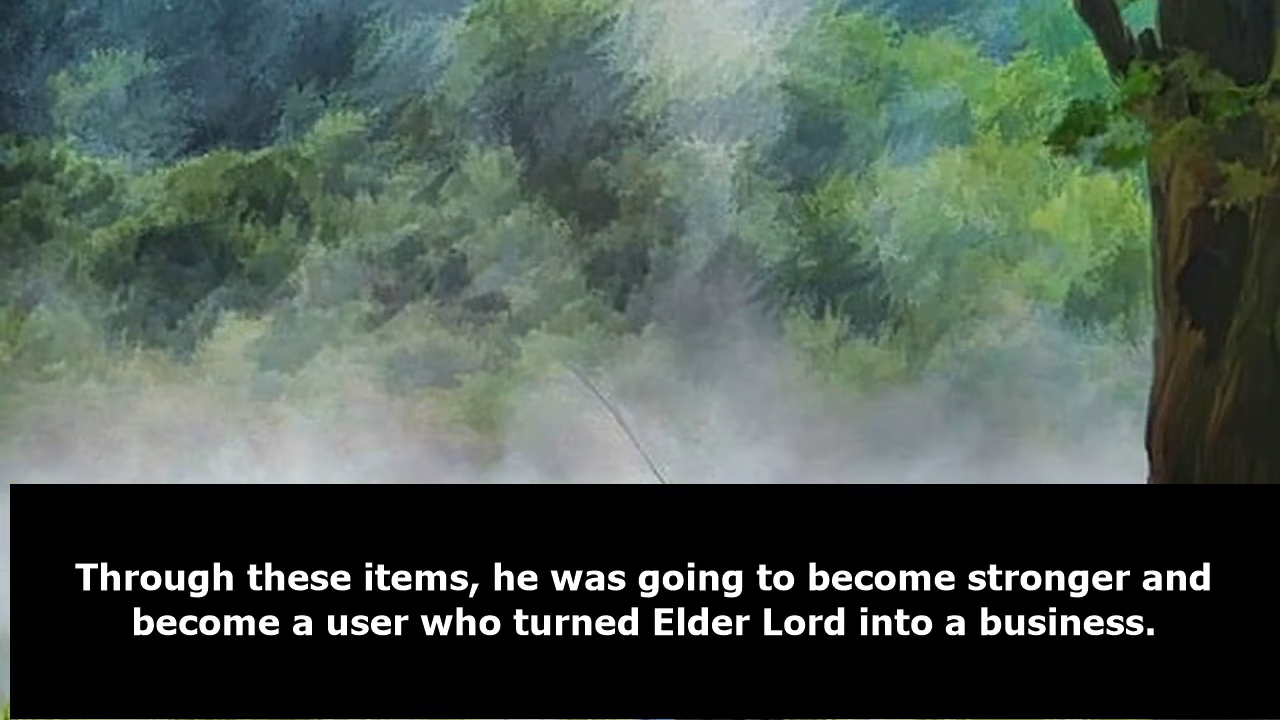 Through these items, he was going to become stronger and
become a user who turned Elder Lord into a business.